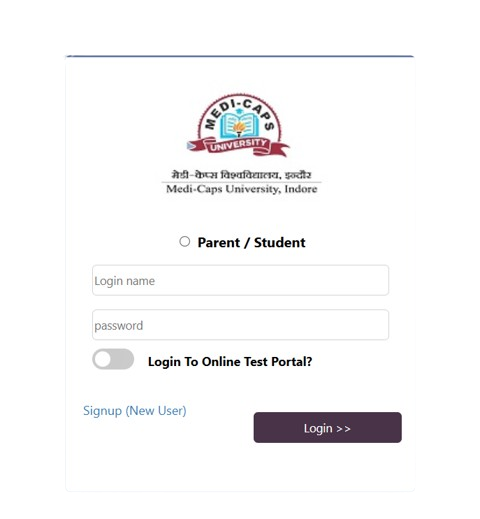 MEDI-CAPS
UNIVERSITY
मेडी-केप्स विश्वविद्यालय, इन्दौर
Medi-Caps University, Indore
Parent / Student
Login name
password
Login To Online Test Portal?
Signup (New User)
Login >>